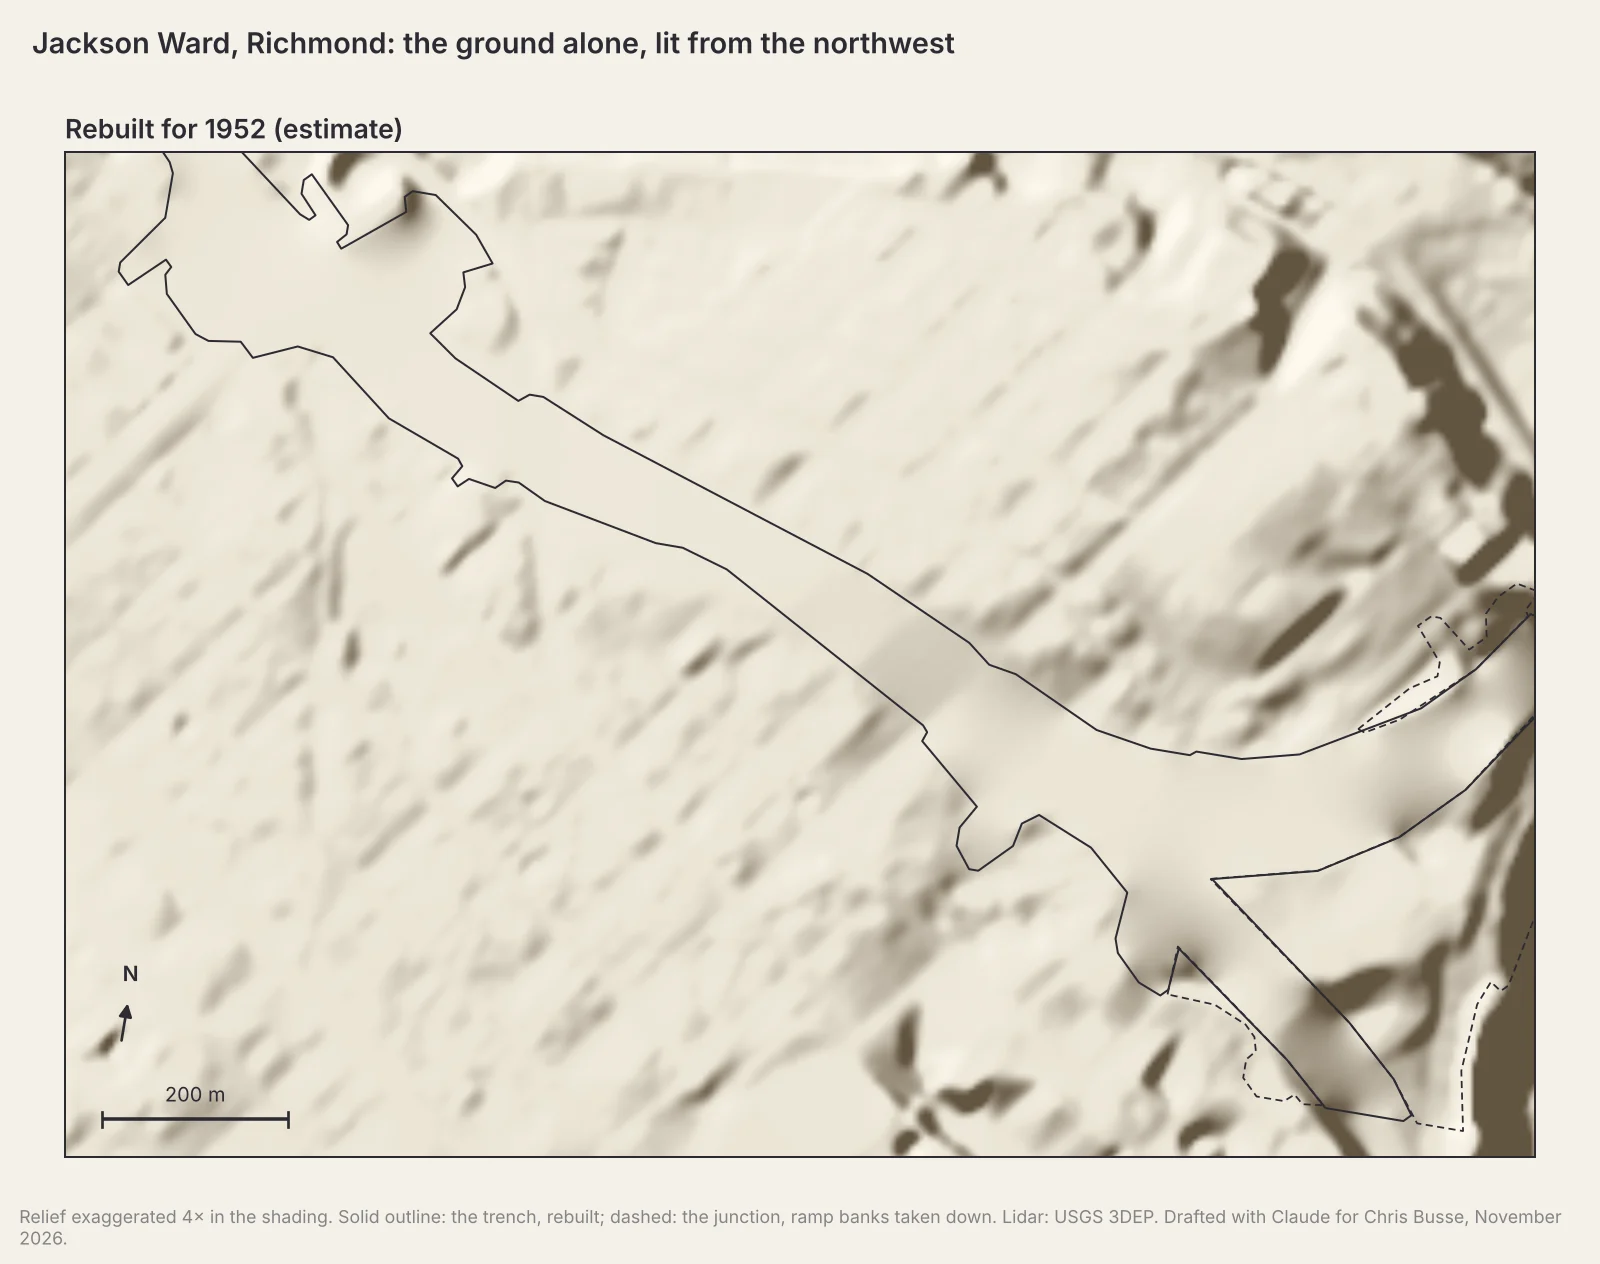 Jackson Ward, Richmond: the ground alone, lit from the northwest
Rebuilt for 1952 (estimate)
N
200 m
Relief exaggerated 4× in the shading. Solid outline: the trench, rebuilt; dashed: the junction, ramp banks taken down. Lidar: USGS 3DEP. Drafted with Claude for Chris Busse, November
2026.